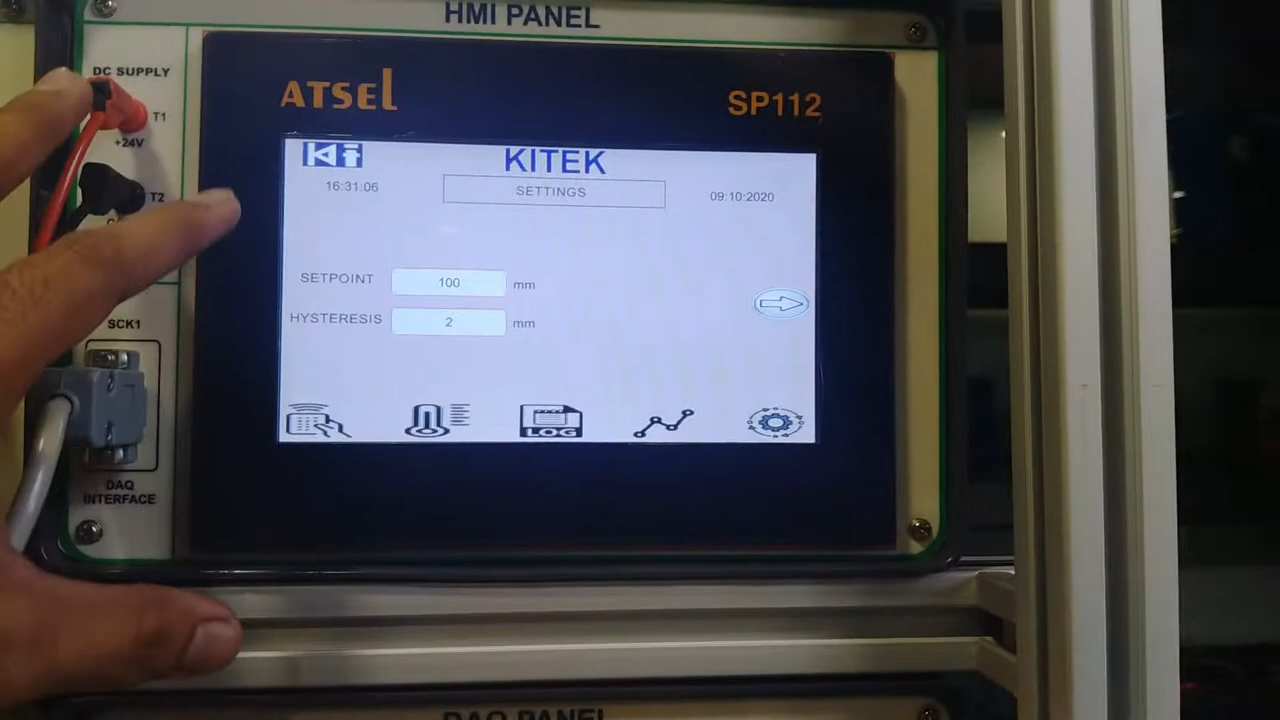 HMI PANEL
DC SUPPLY
T1
+24V
T2
SCK1
DAQ
INTERFACE
ATSEL
SP112
KITEK
16:31:06
SETTINGS
09:10:2020
SETPOINT
100
mm
HYSTERESIS
2
mm
LOG
DAQ PANEL